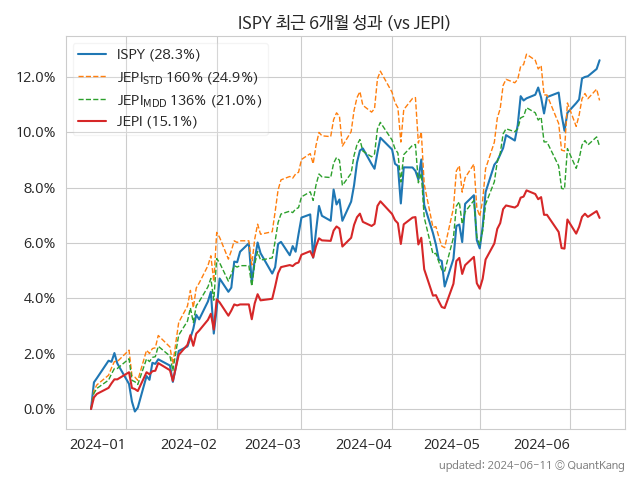 ISPY 최근 6개월 성과 (vs JEPI)
ISPY (28.3%)
JEPI_STD 160% (24.9%)
JEPI_MDD 136% (21.0%)
JEPI (15.1%)
12.0%
10.0%
8.0%
6.0%
4.0%
2.0%
0.0%
2024−01 2024−02 2024−03 2024−04 2024−05 2024−06
updated: 2024-06-11 © QuantKang